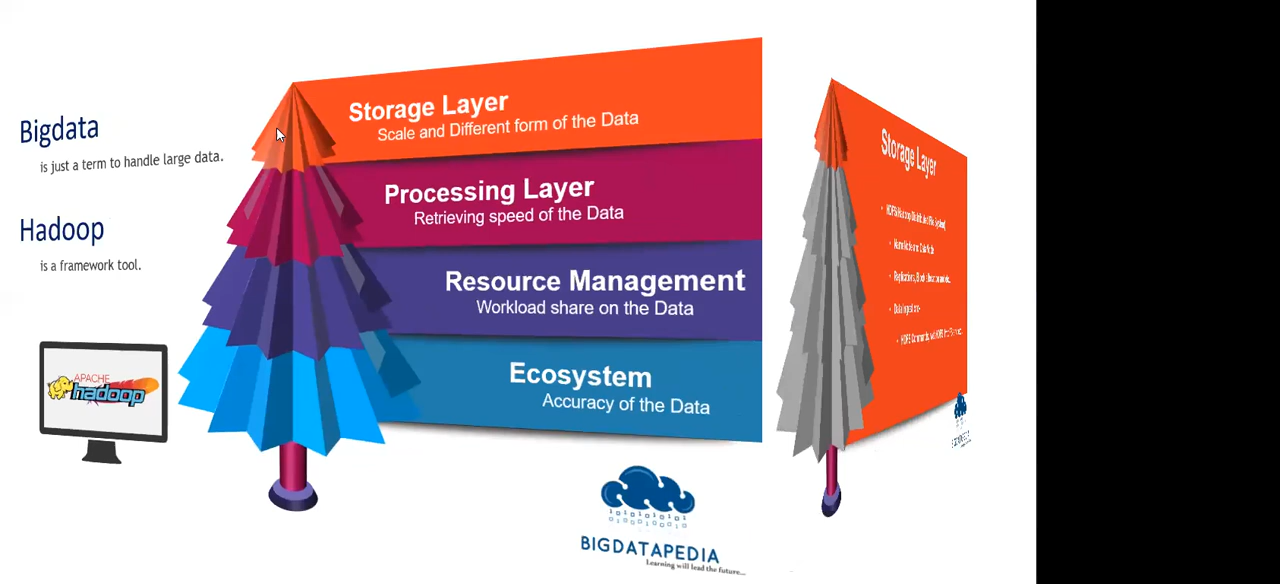 Bigdata
is just a term to handle large data.
Hadoop
is a framework tool.
APACHE
hadoop
Storage Layer
Scale and Different form of the Data
Processing Layer
Retrieving speed of the Data
Resource Management
Workload share on the Data
Ecosystem
Accuracy of the Data
BIGDATAPEDIA
Learning will lead the future...
Storage Layer